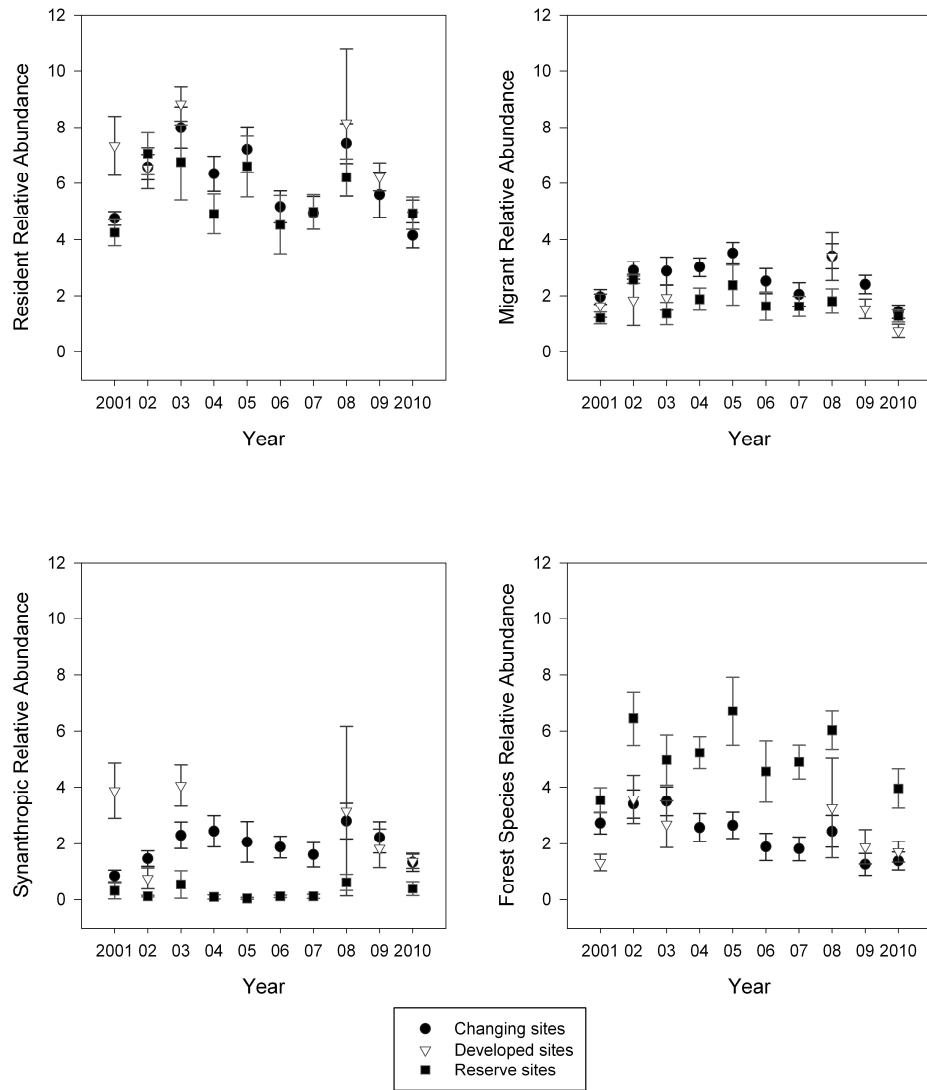 Resident Relative Abundance
12
10
8
6
4
2
0
2001 02 03 04 05 06 07 08 09 2010
Year
Migrant Relative Abundance
12
10
8
6
4
2
0
2001 02 03 04 05 06 07 08 09 2010
Year
Synanthropic Relative Abundance
12
10
8
6
4
2
0
2001 02 03 04 05 06 07 08 09 2010
Year
Forest Species Relative Abundance
12
10
8
6
4
2
0
2001 02 03 04 05 06 07 08 09 2010
Year
Changing sites
Developed sites
Reserve sites